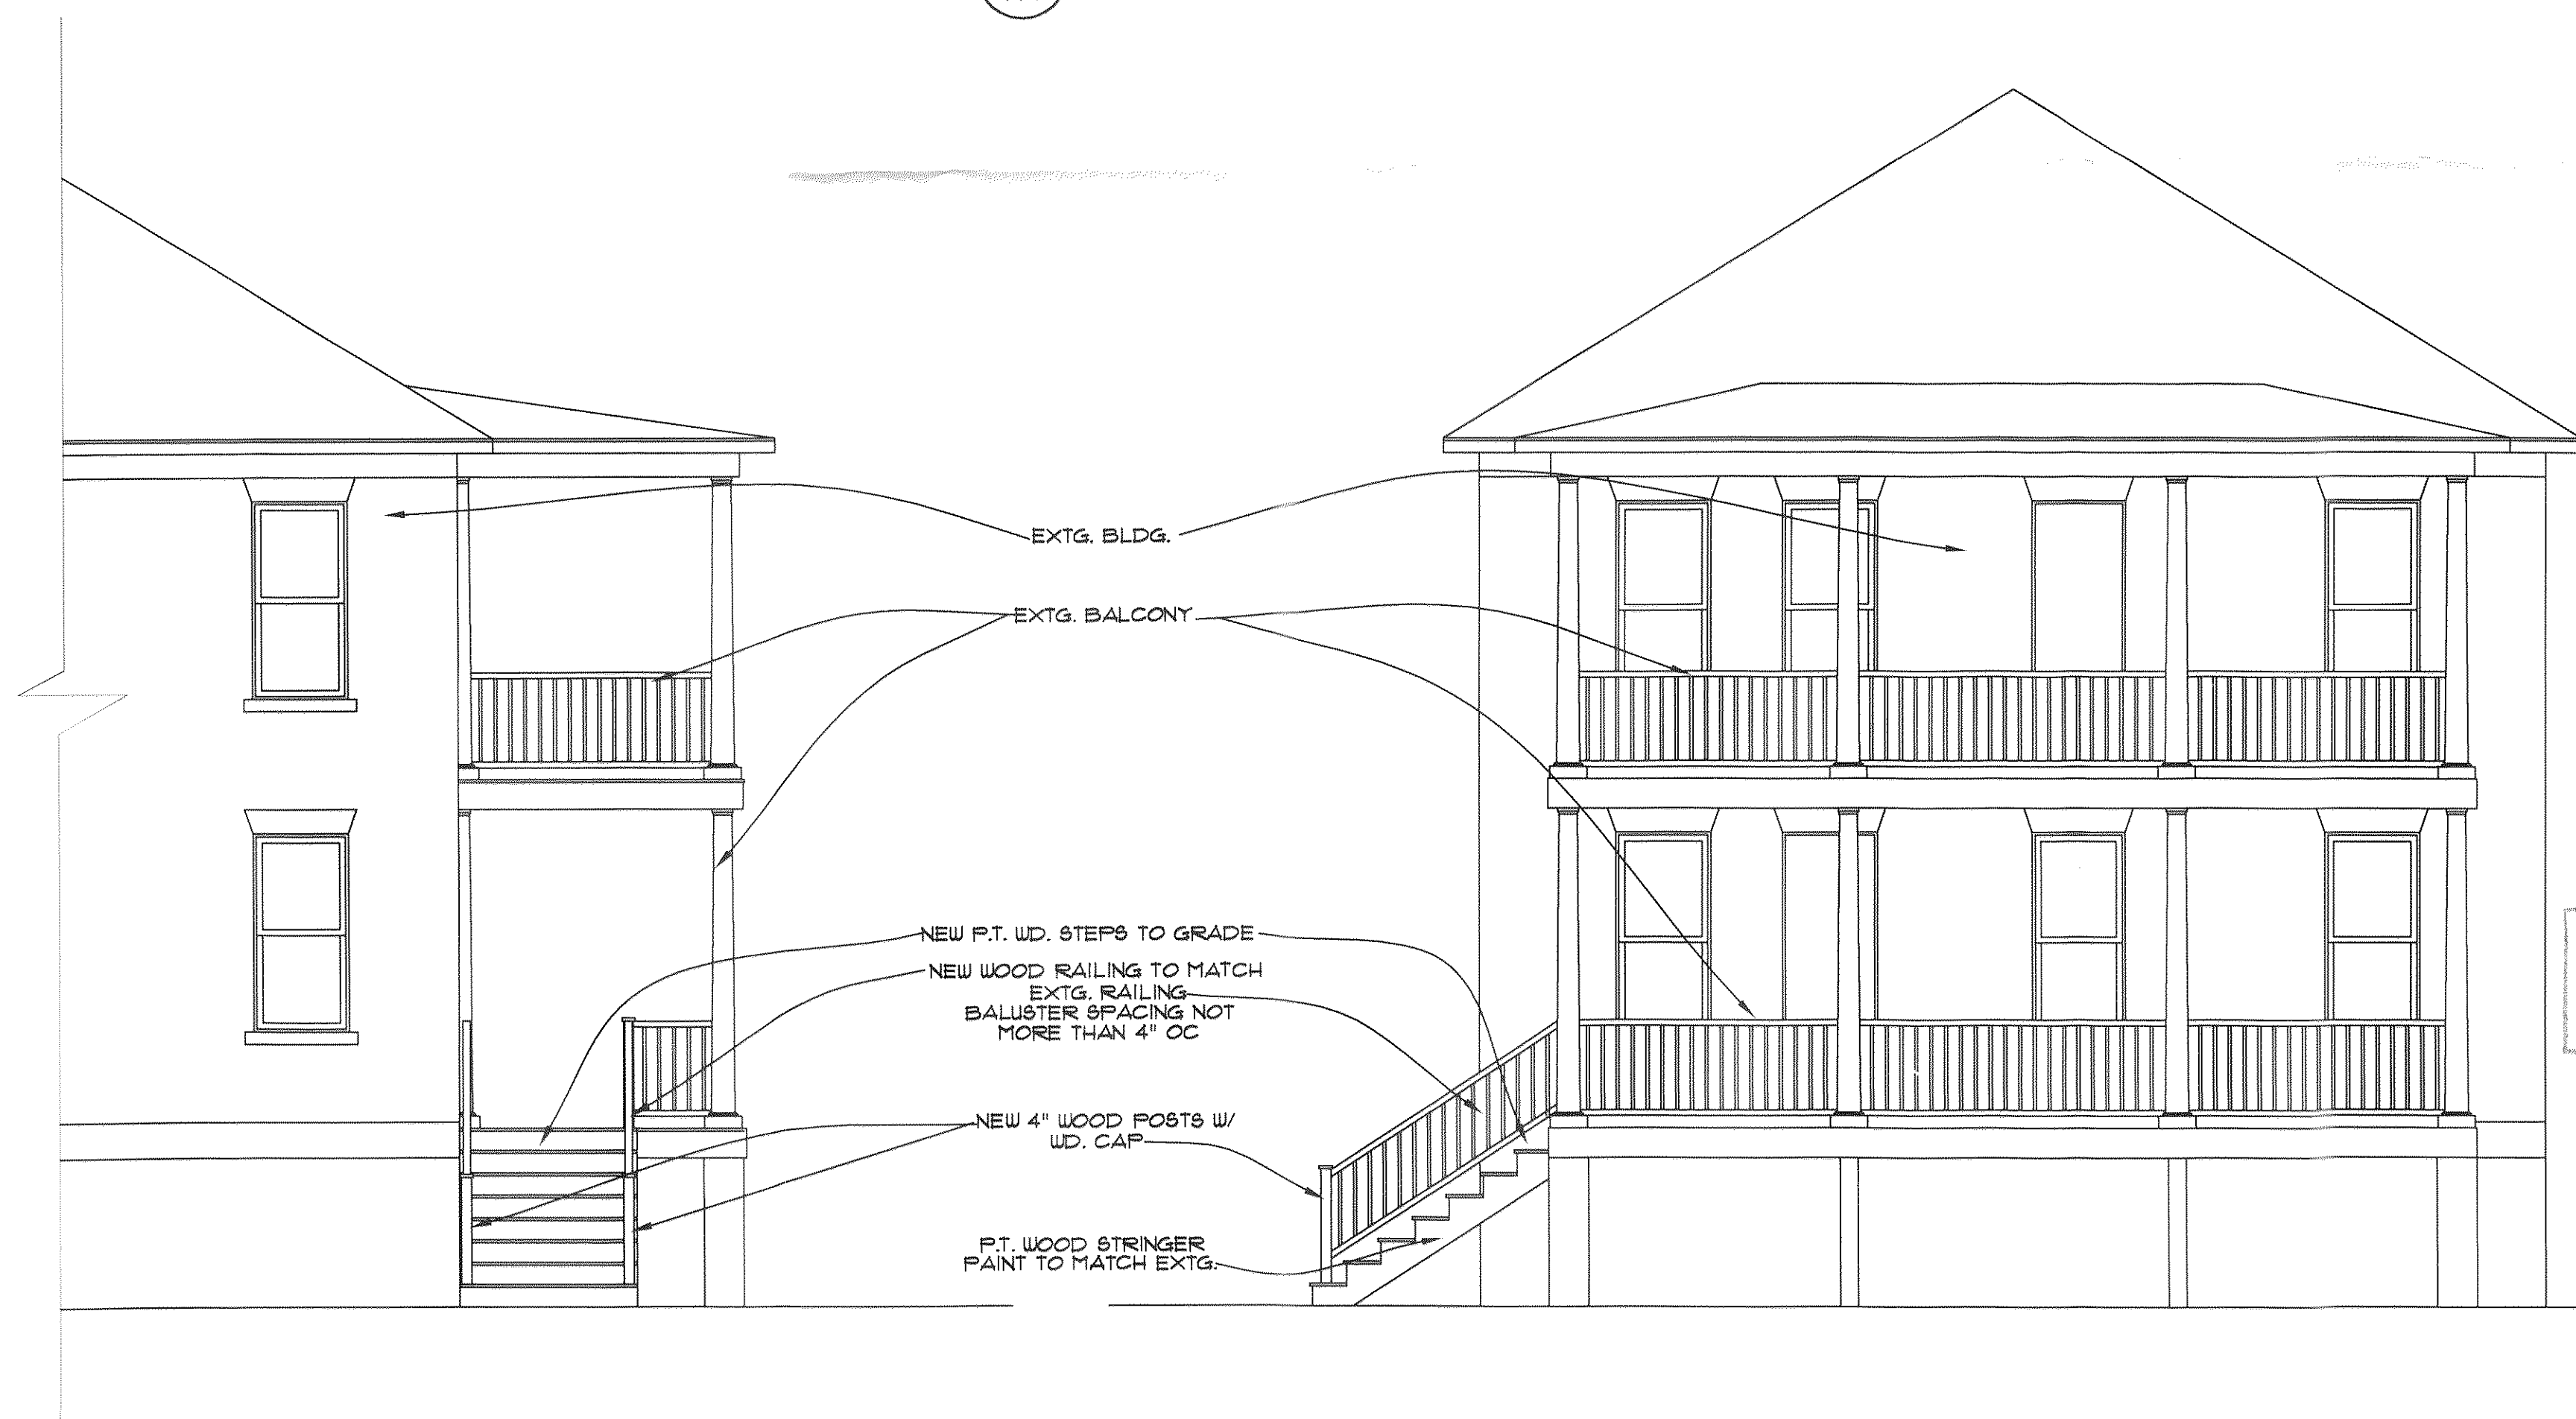 EXTG. BLDG.
EXTG. BALCONY
NEW P.T. WD. STEPS TO GRADE
NEW WOOD RAILING TO MATCH
EXTG. RAILING
BALUSTER SPACING NOT
MORE THAN 4" OC
NEW 4" WOOD POSTS W/
WD. CAP
P.T. WOOD STRINGER
PAINT TO MATCH EXTG.